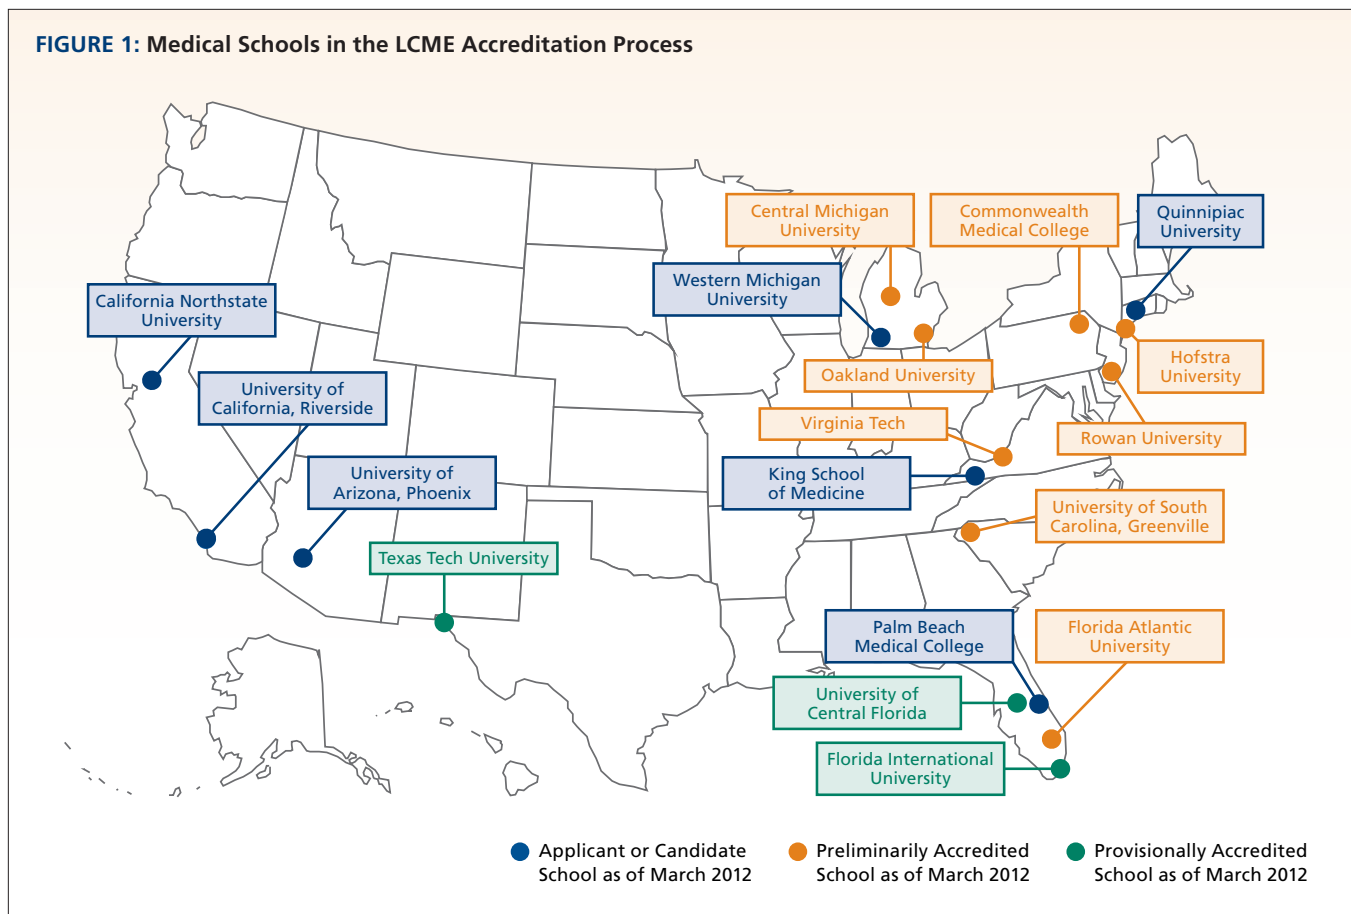 FIGURE 1: Medical Schools in the LCME Accreditation Process
Central Michigan
University
Commonwealth
Medical College
Quinnipiac
University
Western Michigan
University
California Northstate
University
Oakland University
Hofstra
University
University of
California, Riverside
Virginia Tech
Rowan University
University of
Arizona, Phoenix
King School
of Medicine
University of South
Carolina, Greenville
Texas Tech University
Palm Beach
Medical College
Florida Atlantic
University
University of
Central Florida
Florida International
University
Applicant or Candidate
School as of March 2012
Preliminarily Accredited
School as of March 2012
Provisionally Accredited
School as of March 2012